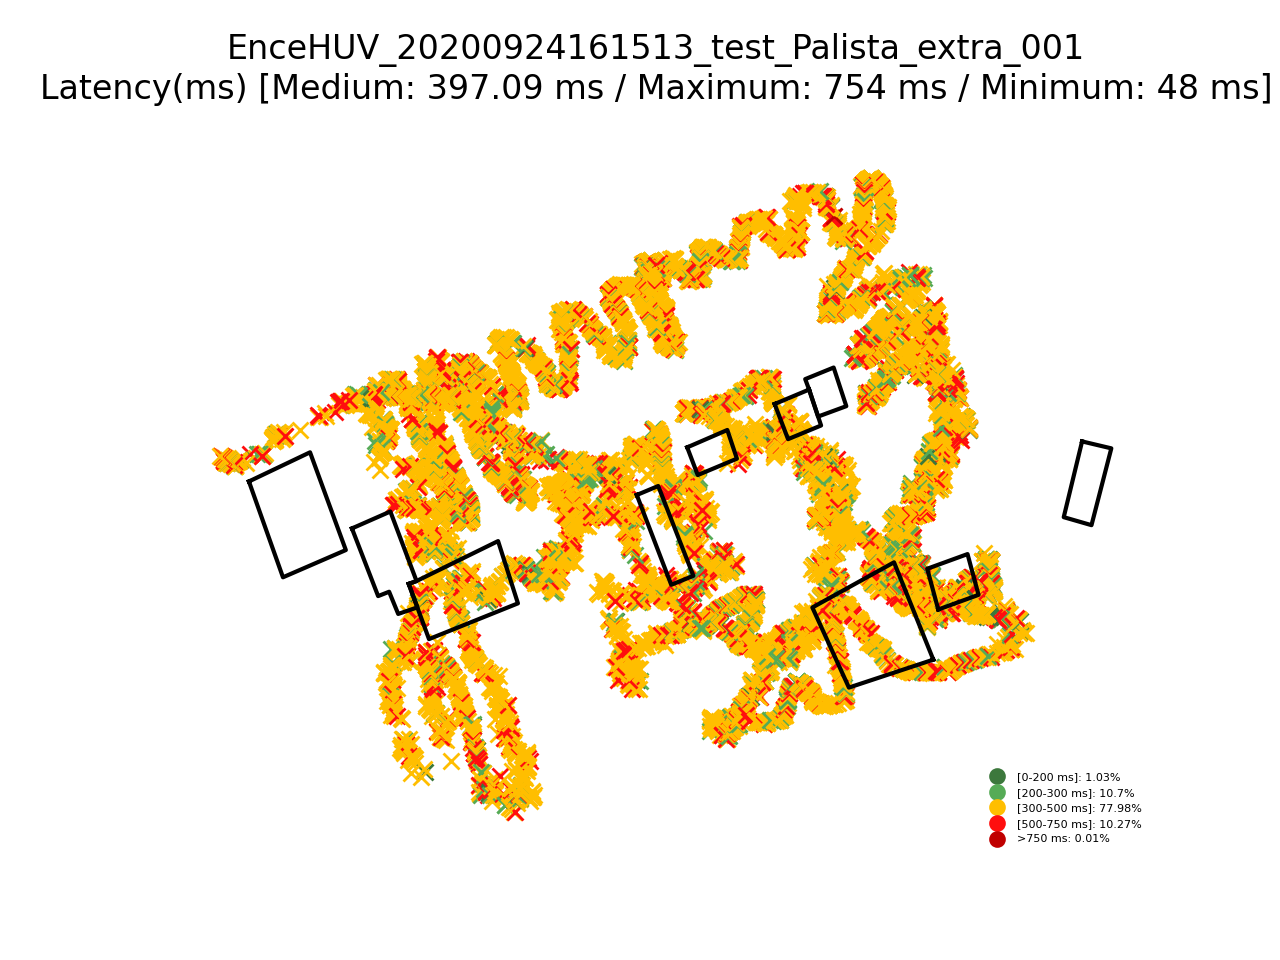 EnceHUV_20200924161513_test_Palista_extra_001
Latency(ms) [Medium: 397.09 ms / Maximum: 754 ms / Minimum: 48 ms]
[0-200 ms]: 1.03%
[200-300 ms]: 10.7%
[300-500 ms]: 77.98%
[500-750 ms]: 10.27%
>750 ms: 0.01%